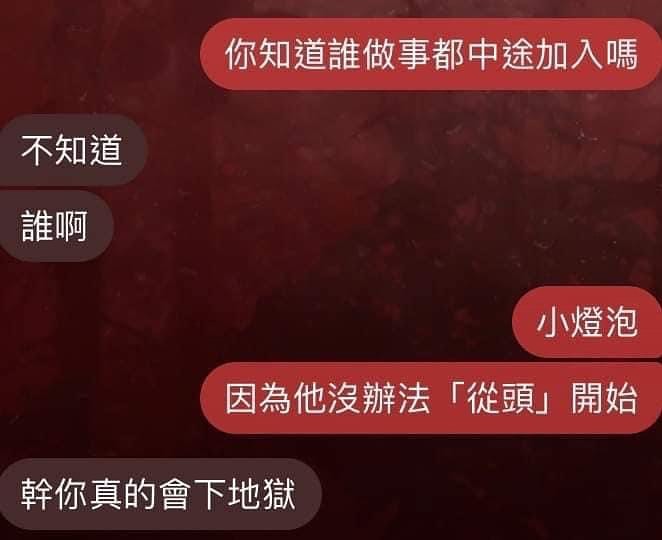 你知道誰做事都中途加入嗎
不知道
誰啊
小燈泡
因為他沒辦法「從頭」開始
幹你真的會下地獄